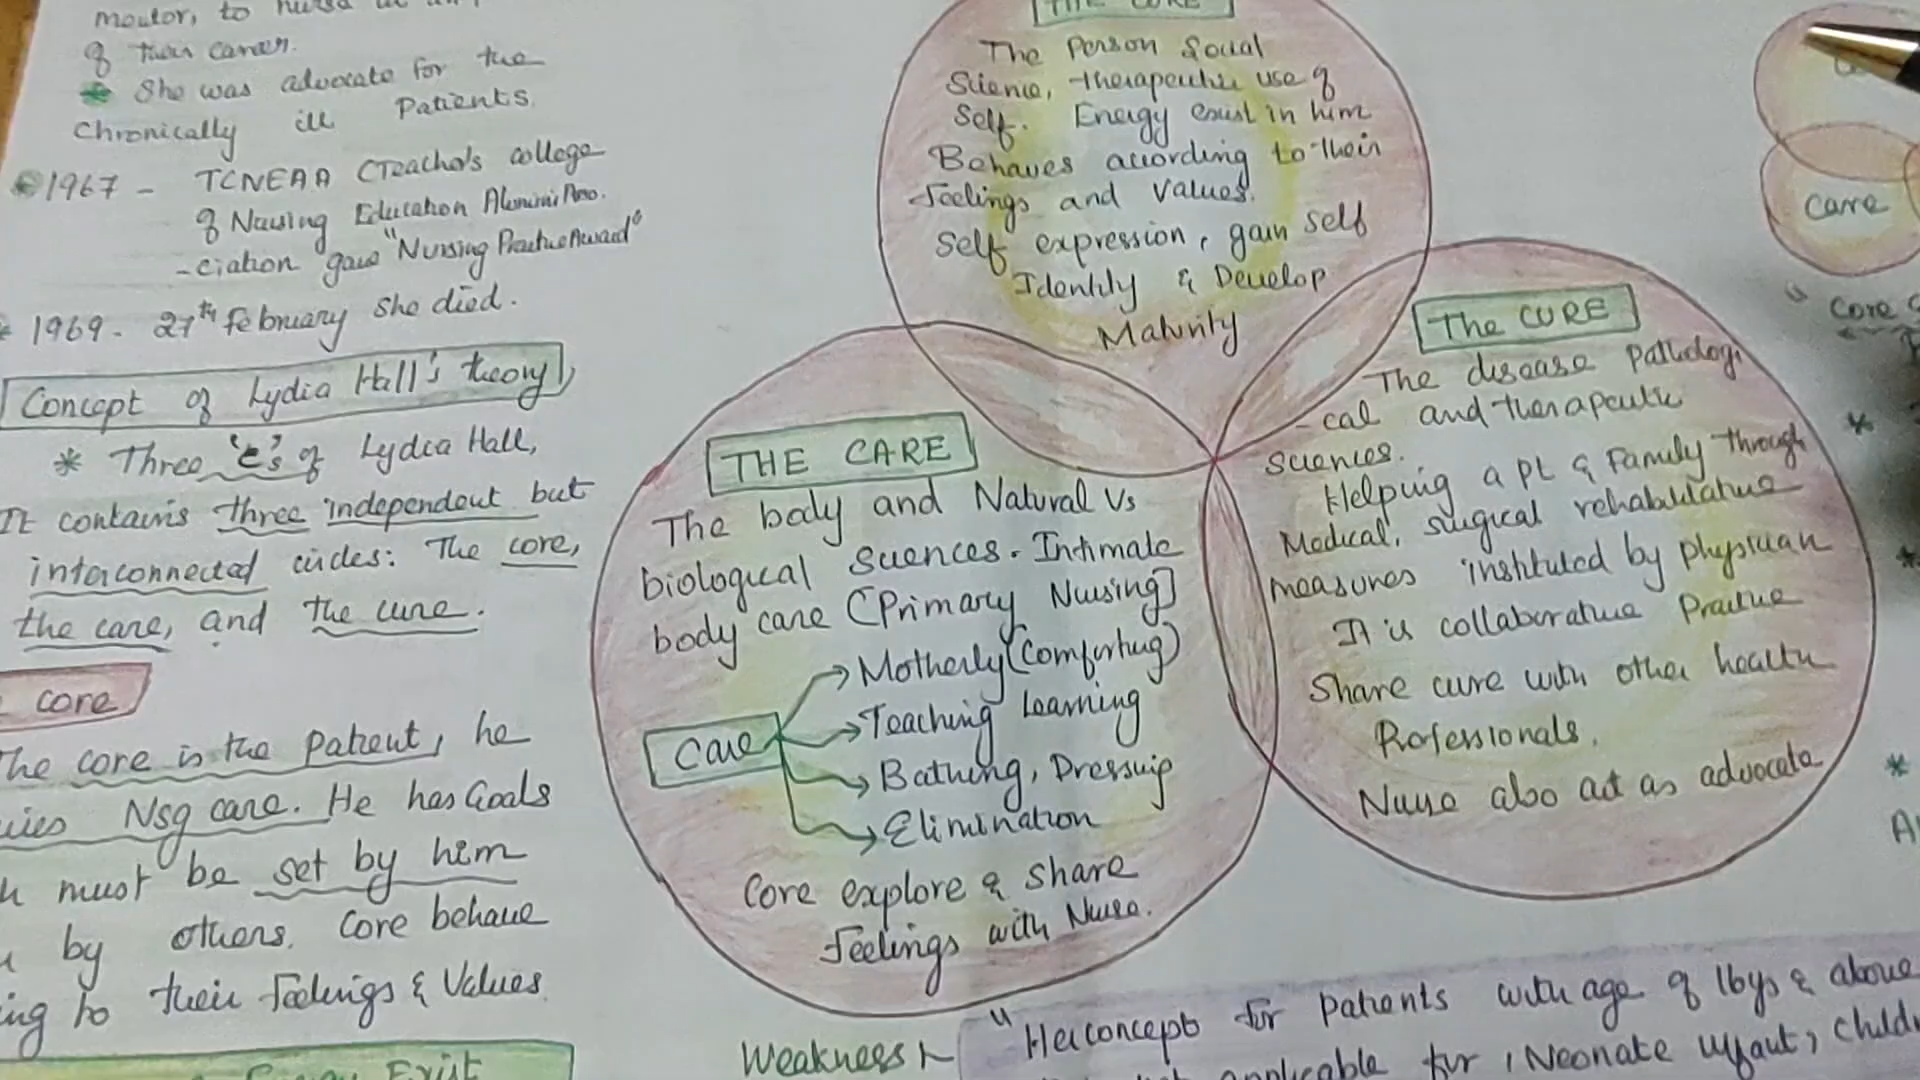 of their career.
* She was advocate for the
Chronically ill Patients.
* 1967 - TCNEAA (Teacher's college
of Nursing Education Alumini Asso.
-ciation gave "Nursing Practice Award"
* 1969 - 27th February She died.
Concept of Lydia Hall's theory
* Three 'C's of Lydia Hall,
It contains three independent but
interconnected circles: The core,
the care, and the cure.
core
The core is the Patient, he
Nsg care. He has Goals
must be set by him
by others. Core behave
to their feelings & Values.
Exist
THE CORE
The Person Social
Science, therapeutic use of
Self. Energy exist in him
Behaves according to their
feelings and values.
Self expression, gain self
Identity & Develop
Maturity
THE CARE
The body and Natural Vs
biological Sciences. Intimate
body care [Primary Nursing]
Care
Motherly (Comforting)
Teaching Learning
Bathing, Dressing
Elimination
Core explore & share
feelings with Nurse.
The CURE
The disease Pathologi
-cal and therapeutic
Sciences.
Helping a pt & Family through
Medical, surgical rehabilitative
measures instituted by physician
It is collaborative Practice
Share cure with other health
Professionals.
Nurse also act as advocate
Care
"Core
*
*
*
Weakness
"Her concept for patients with age of 16ys & above
applicable for, Neonate infant,